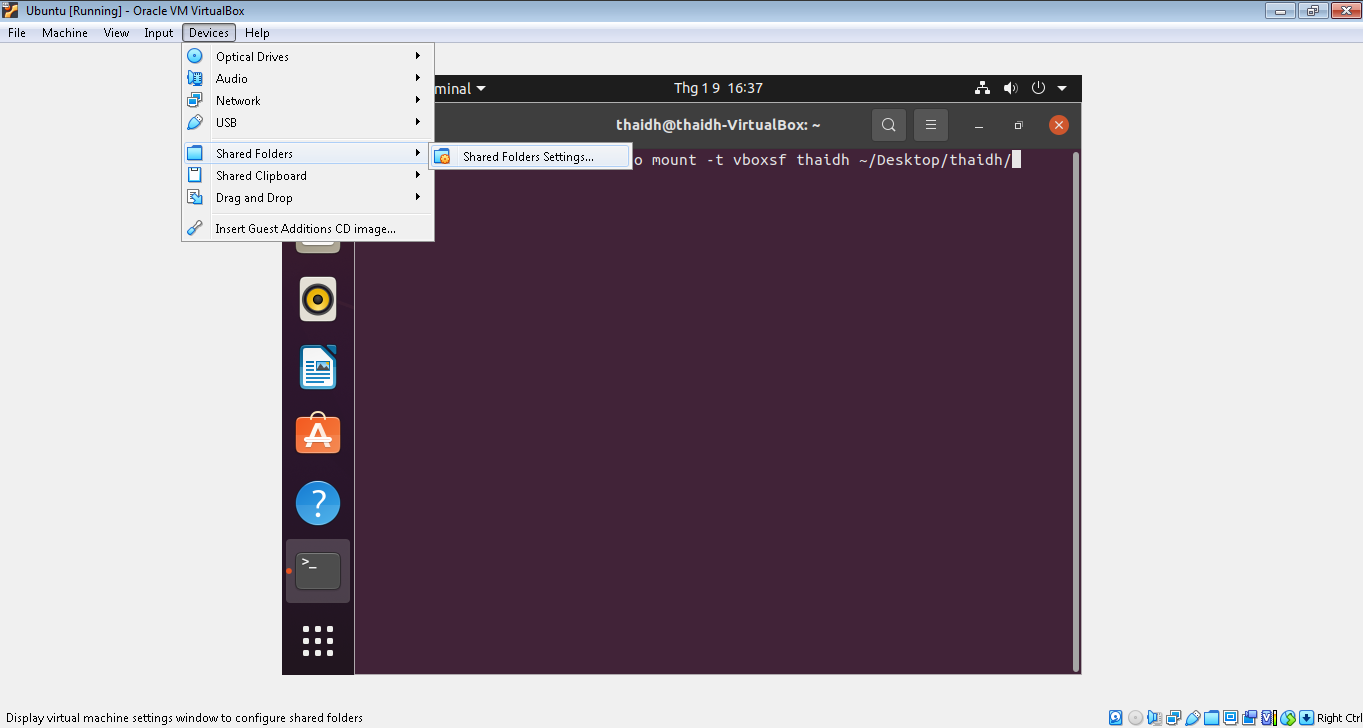 Ubuntu [Running] - Oracle VM VirtualBox
File Machine View Input Devices Help
Optical Drives
Audio
Network
USB
Shared Folders
Shared Clipboard
Drag and Drop
Insert Guest Additions CD image...
Shared Folders Settings...
minal
Thg 1 9 16:37
thaidh@thaidh-VirtualBox: ~
o mount -t vboxsf thaidh ~/Desktop/thaidh/
?
>_
Display virtual machine settings window to configure shared folders
Right Ctrl